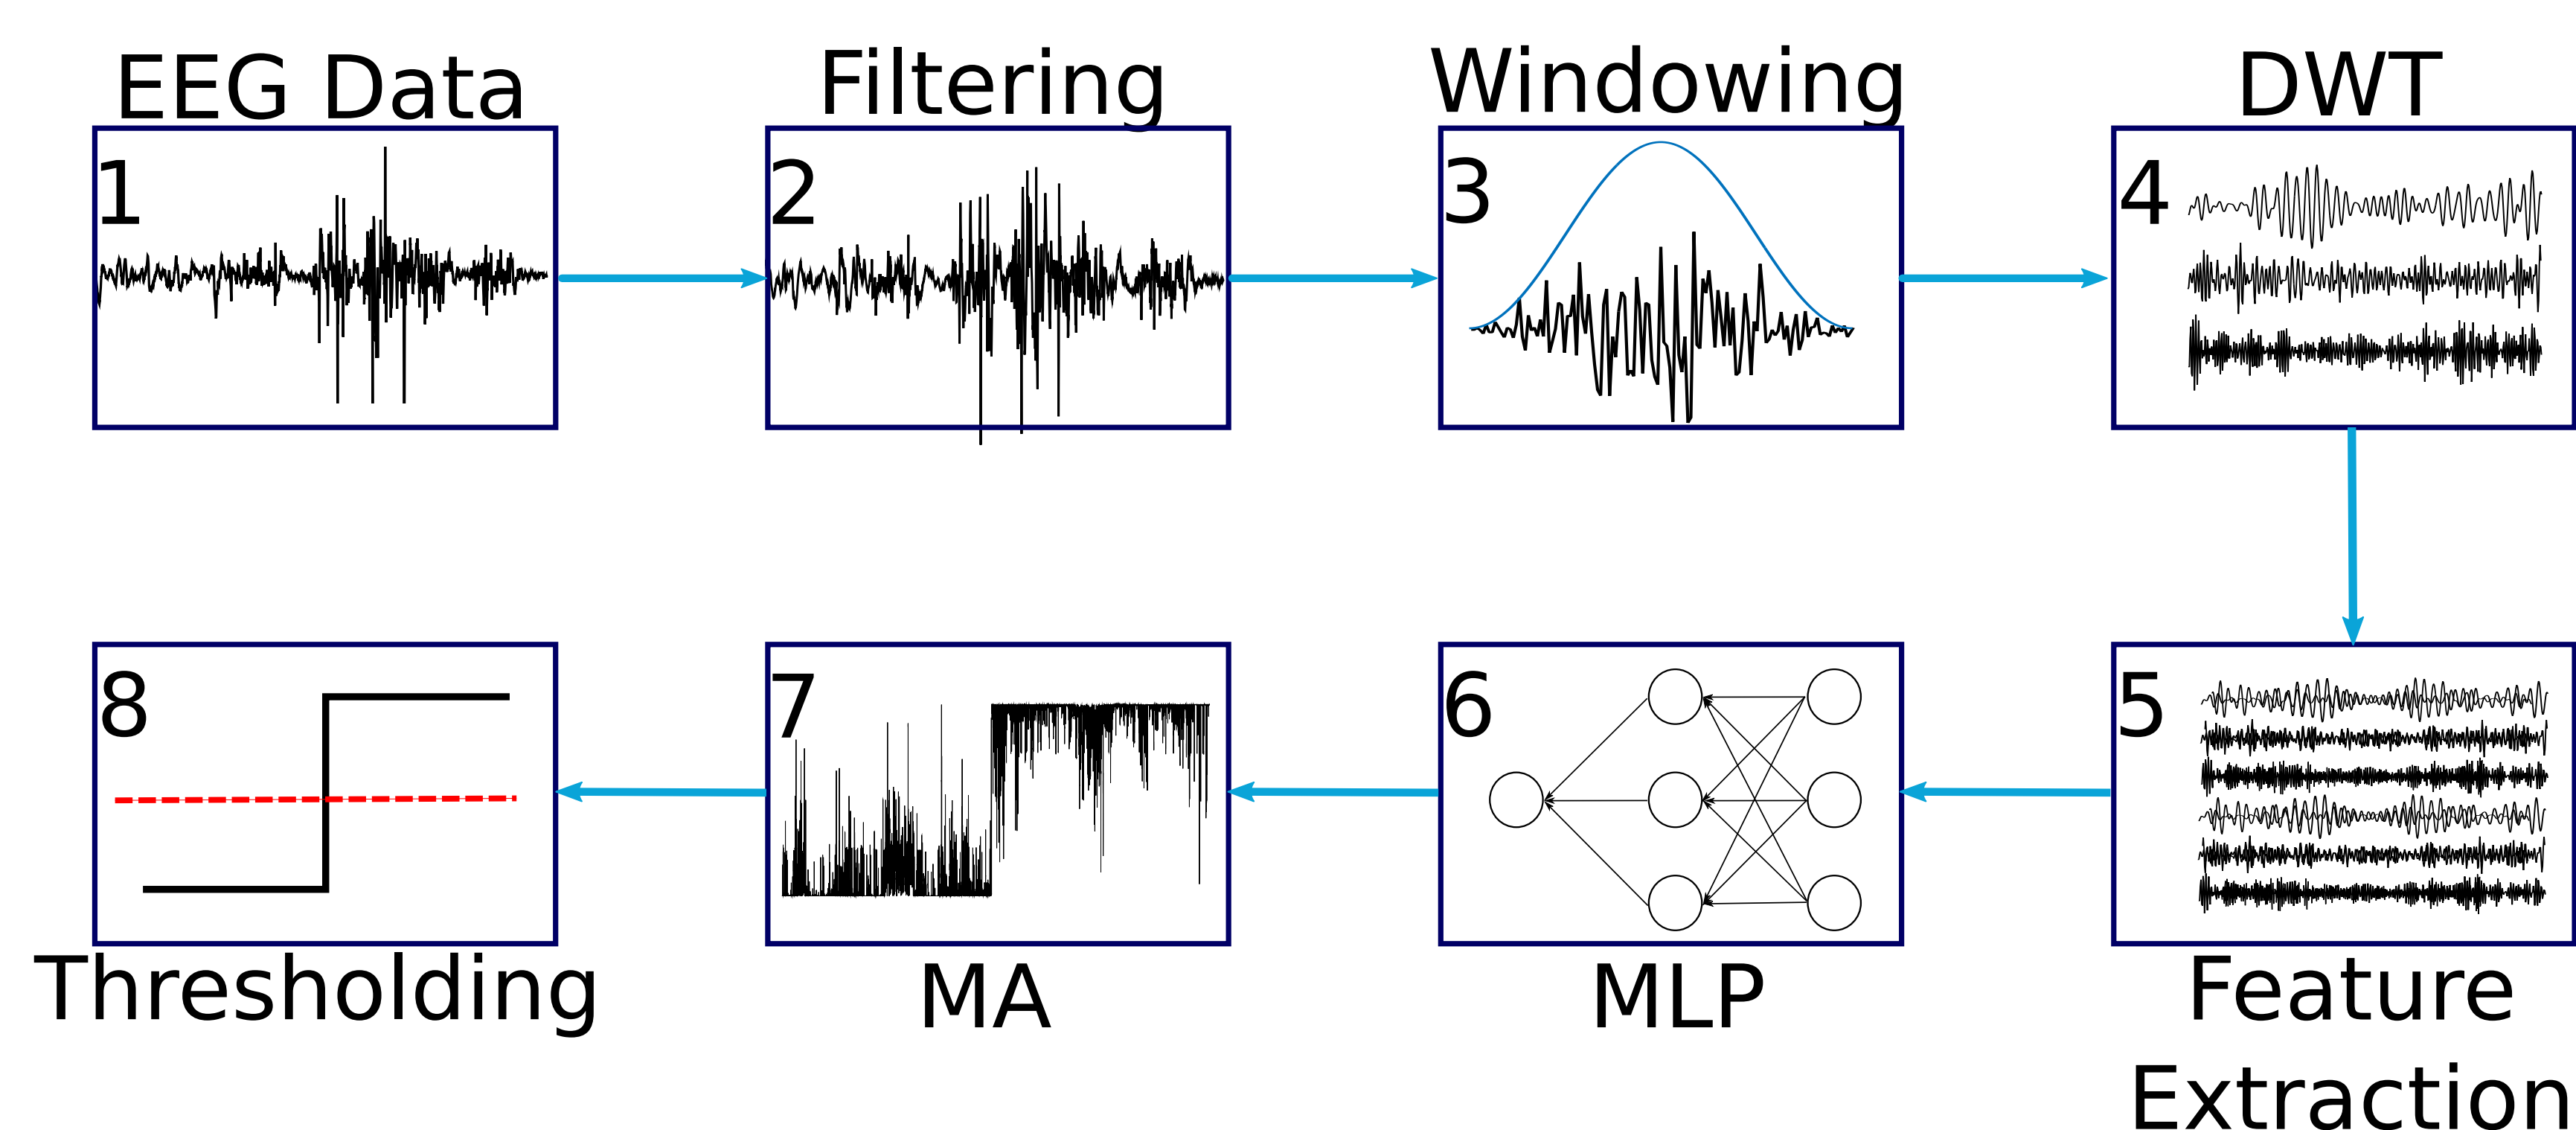 EEG Data
Filtering
Windowing
DWT
1
2
3
4
8
7
6
5
Thresholding
MA
MLP
Feature
Extraction